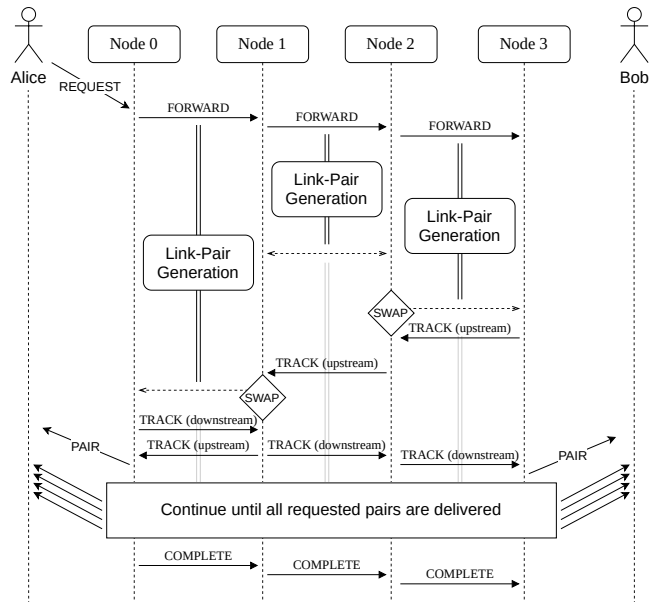 Node 0
Node 1
Node 2
Node 3
Alice
Bob
REQUEST
FORWARD
FORWARD
FORWARD
Link-Pair
Generation
Link-Pair
Generation
Link-Pair
Generation
SWAP
TRACK (upstream)
TRACK (upstream)
SWAP
TRACK (downstream)
PAIR
TRACK (upstream)
TRACK (downstream)
TRACK (downstream)
PAIR
Continue until all requested pairs are delivered
COMPLETE
COMPLETE
COMPLETE